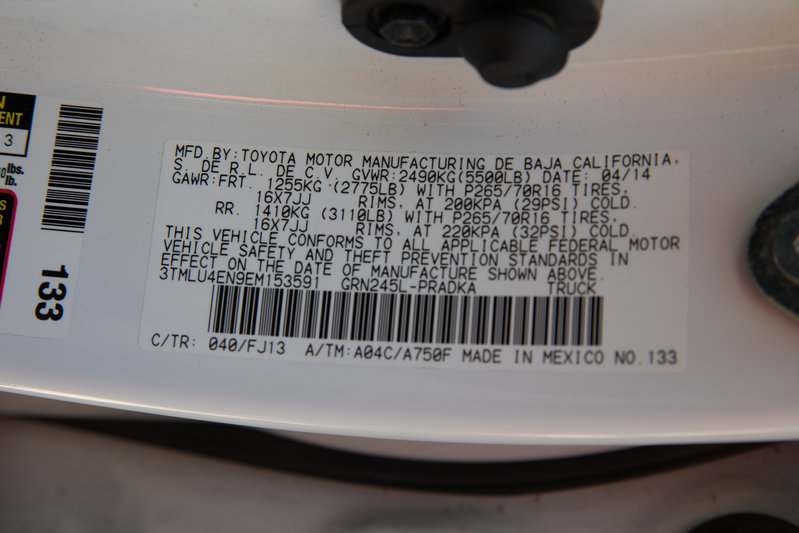 MFD.BY:TOYOTA MOTOR MANUFACTURING DE BAJA CALIFORNIA,
S. DE R.L. DE C.V. GVWR:2490KG(5500LB) DATE: 04/14
GAWR:FRT. 1255KG (2775LB) WITH P265/70R16 TIRES,
16X7JJ RIMS, AT 200KPA (29PSI) COLD.
RR. 1410KG (3110LB) WITH P265/70R16 TIRES,
16X7JJ RIMS, AT 220KPA (32PSI) COLD.
THIS VEHICLE CONFORMS TO ALL APPLICABLE FEDERAL MOTOR
VEHICLE SAFETY AND THEFT PREVENTION STANDARDS IN
EFFECT ON THE DATE OF MANUFACTURE SHOWN ABOVE.
3TMLU4EN9EM153591 GRN245L-PRADKA TRUCK
C/TR: 040/FJ13 A/TM:A04C/A750F MADE IN MEXICO NO.133
133
3
lbs.
lb.